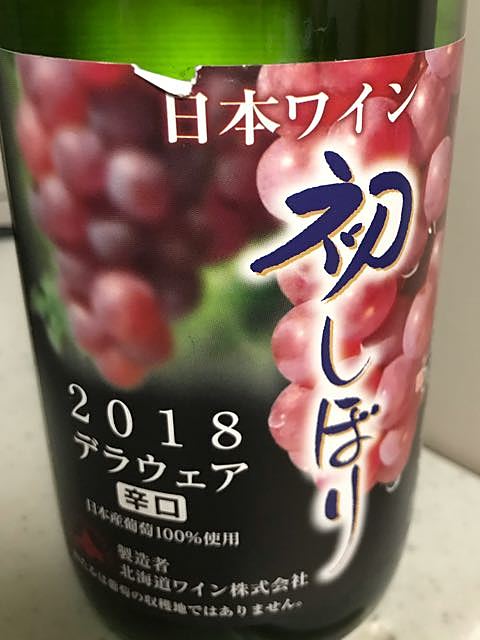 日本ワイン
初しぼり
2018
デラウェア
辛口
日本産葡萄100%使用
製造者
北海道ワイン株式会社
は葡萄の収穫地ではありません。